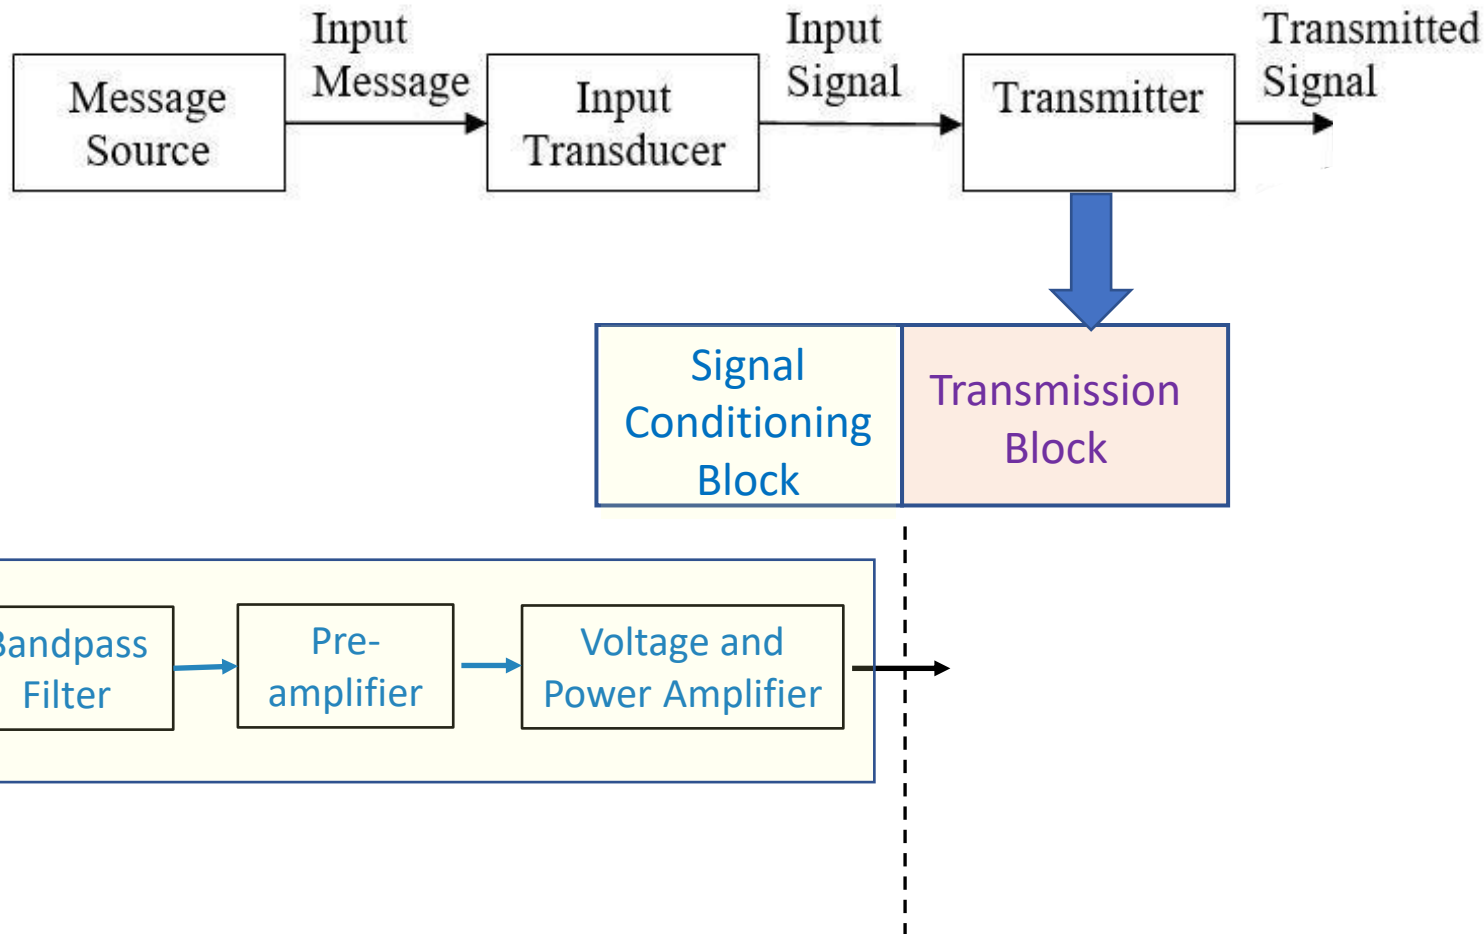 Message
Source
Input
Message
Input
Transducer
Input
Signal
Transmitter
Transmitted
Signal
Signal
Conditioning
Block
Transmission
Block
Bandpass
Filter
Pre-
amplifier
Voltage and
Power Amplifier